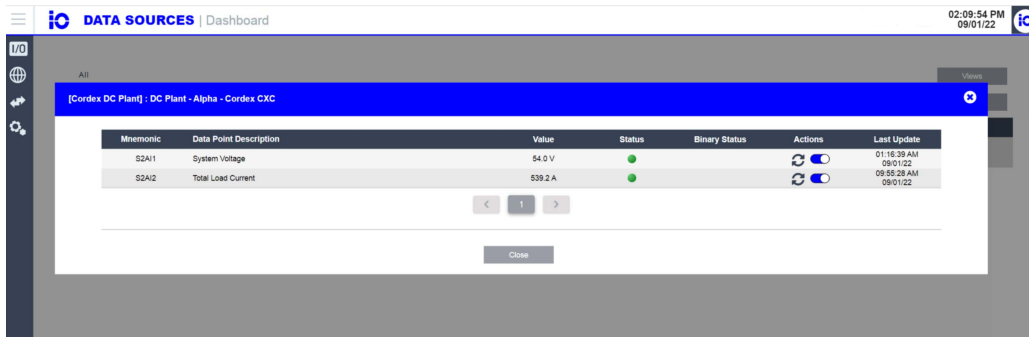 iO DATA SOURCES | Dashboard
02:09:54 PM
09/01/22
I/O
All
Views
[Cordex DC Plant] : DC Plant - Alpha - Cordex CXC
Mnemonic Data Point Description Value Status Binary Status Actions Last Update
S2AI1 System Voltage 54.0 V 01:16:39 AM 09/01/22
S2AI2 Total Load Current 539.2 A 09:55:28 AM 09/01/22
< 1 >
Close